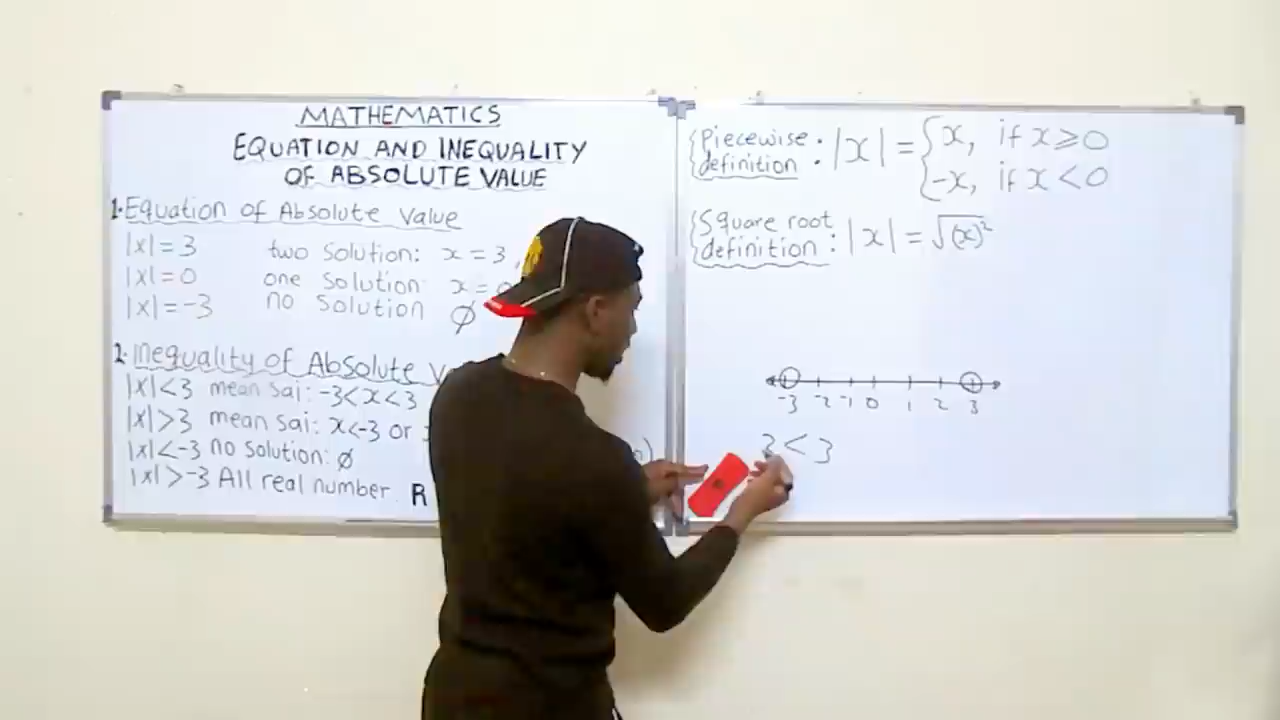 MATHEMATICS
EQUATION AND INEQUALITY
OF ABSOLUTE VALUE
1. Equation of Absolute Value
|x|=3 two solution: x=3
|x|=0 one solution x=
|x|=-3 no solution Ø
2. Inequality of Absolute
|x|<3 mean sai: -3<x<3
|x|>3 mean sai: x<-3 or
|x|<-3 no solution: Ø
|x|>-3 All real number R
Piecewise definition: |x| = { x, if x≥0
-x, if x<0
Square root
definition: |x| = √(x)²
-3 -2 -1 0 1 2 3
3<3